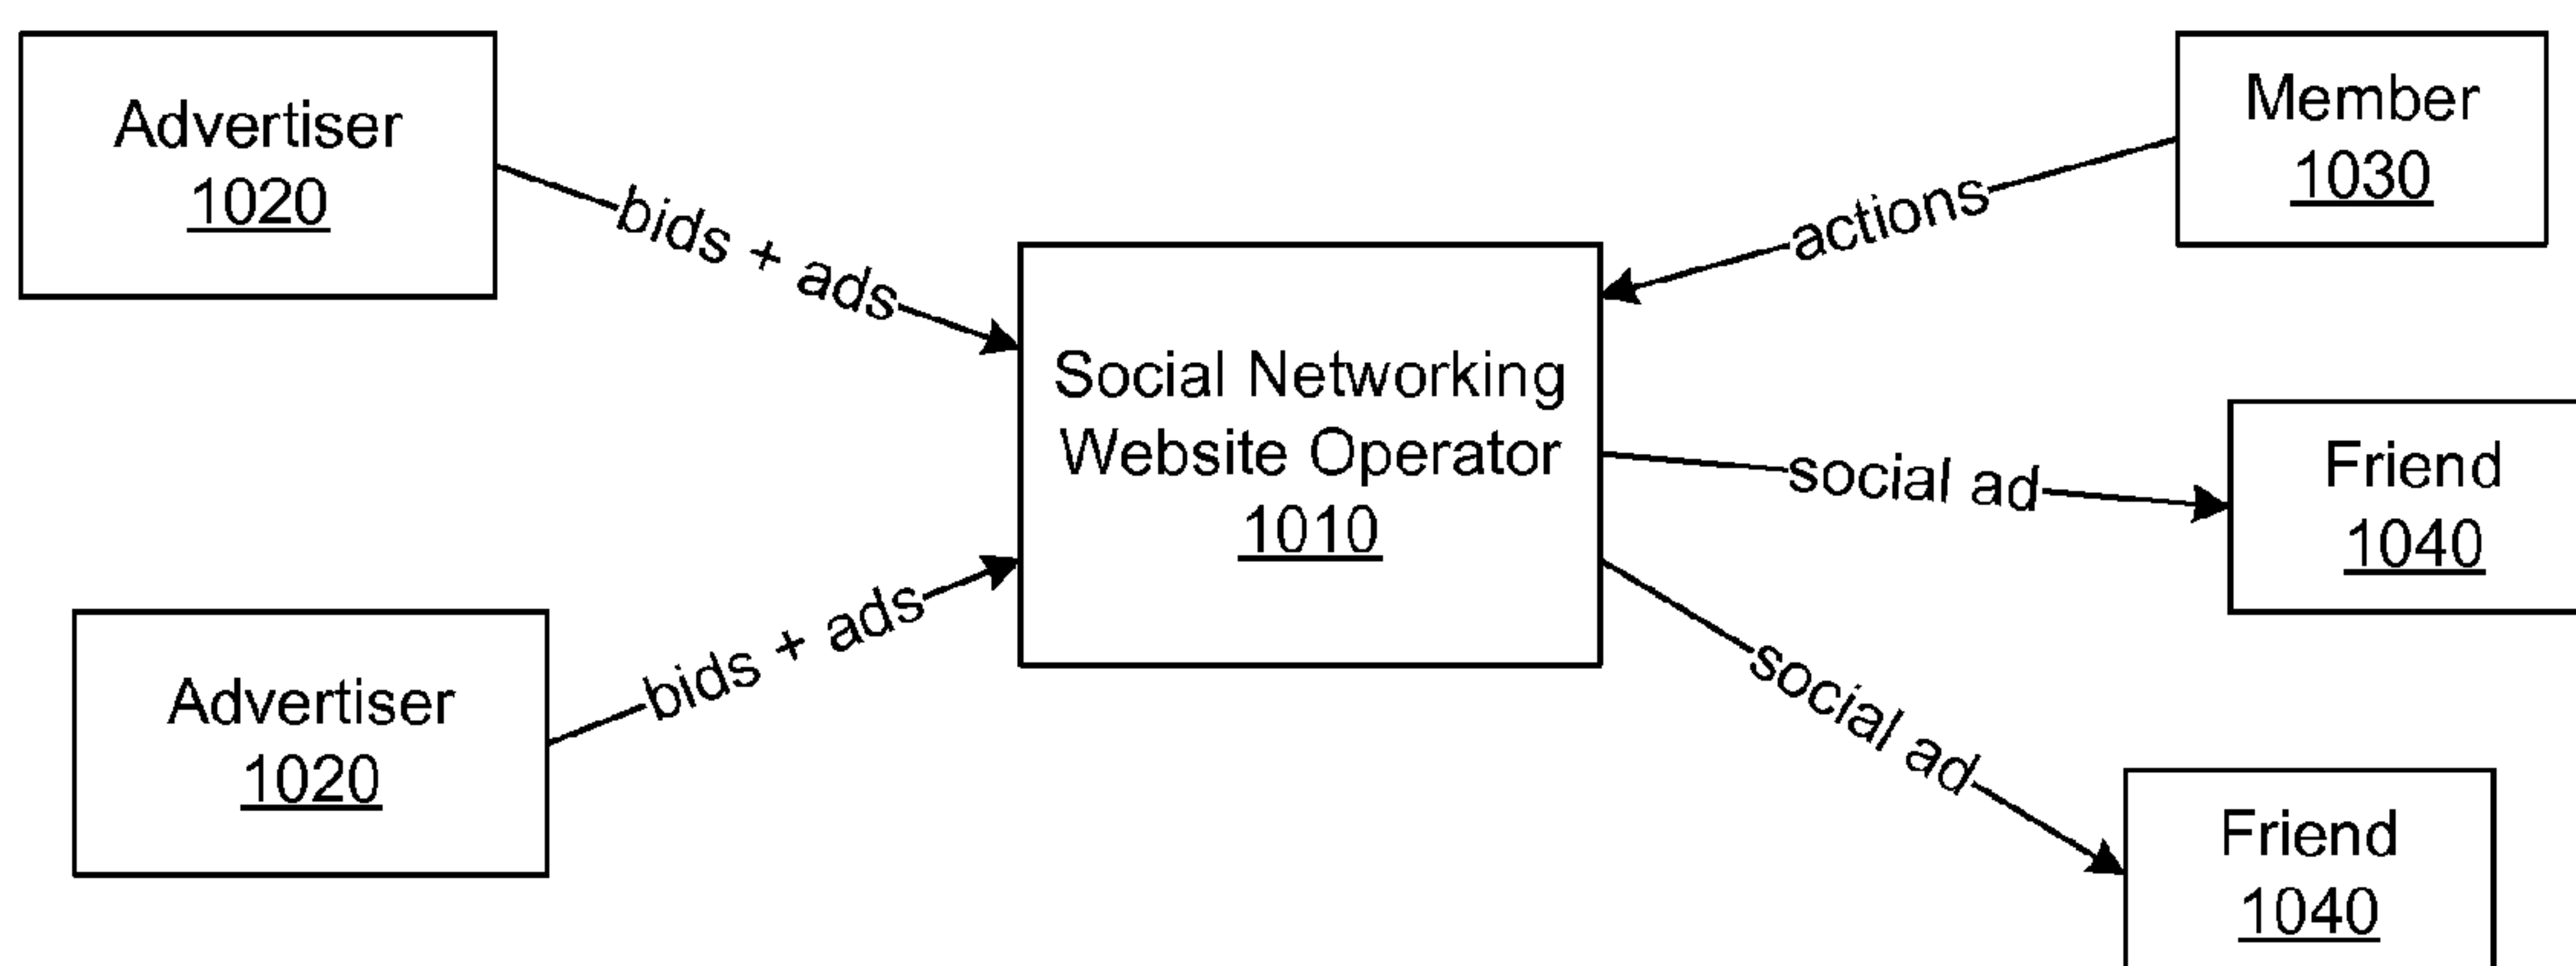 Advertiser
1020
bids + ads
Advertiser
1020
bids + ads
Social Networking
Website Operator
1010
Member
1030
actions
Friend
1040
social ad
Friend
1040
social ad